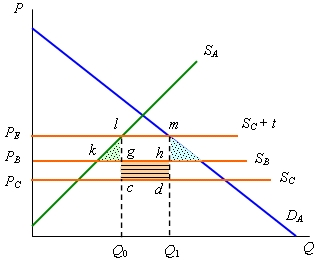 P
S_A
l
m
P_E
S_C + t
k
g
h
P_B
S_B
P_C
c
d
S_C
D_A
Q_0
Q_1
Q